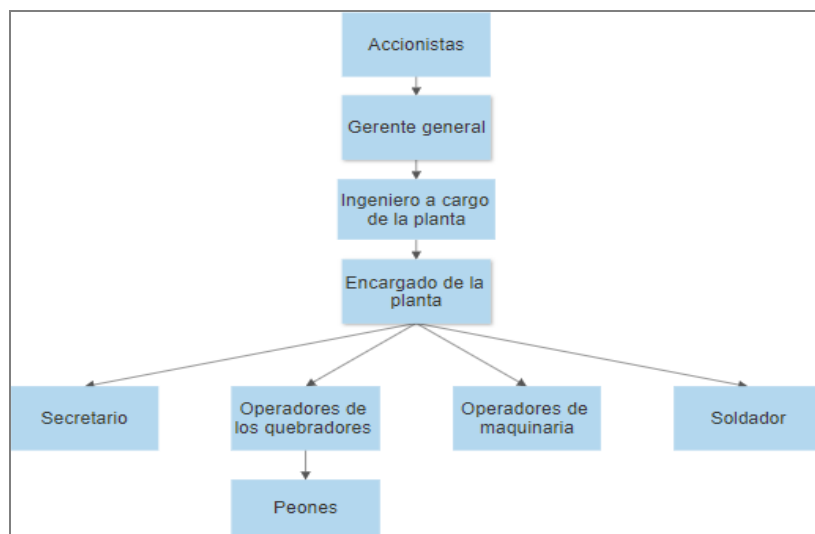 Accionistas
Gerente general
Ingeniero a cargo
de la planta
Encargado de la
planta
Secretario
Operadores de
los quebradores
Operadores de
maquinaria
Soldador
Peones